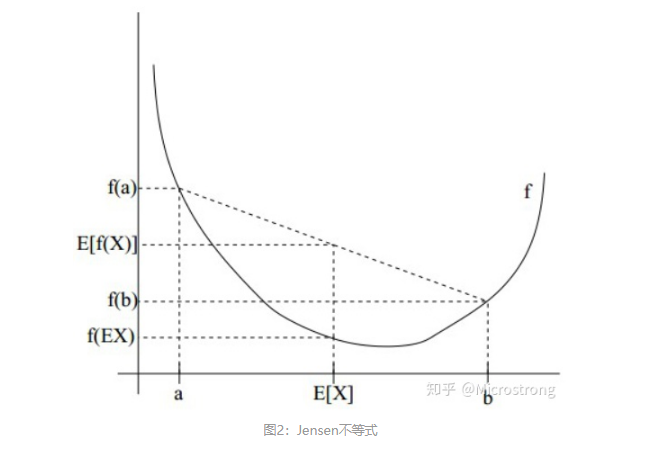 f
f(a)
E[f(X)]
f(b)
f(EX)
a
E[X]
b
知乎 @Microstrong
图2：Jensen不等式